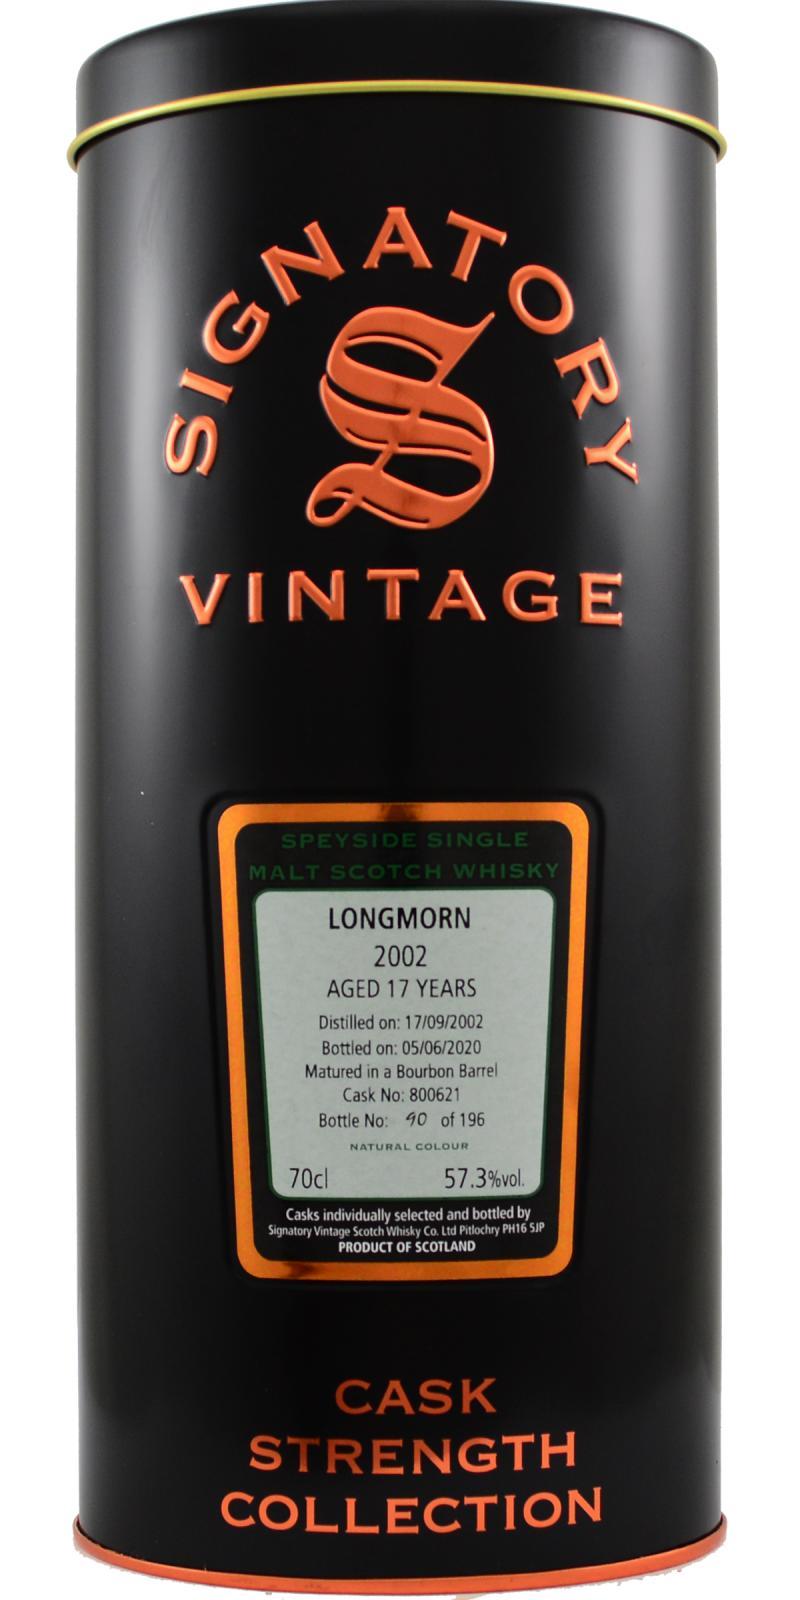 SIGNATORY
S
VINTAGE
SPEYSIDE SINGLE
MALT SCOTCH WHISKY
LONGMORN
2002
AGED 17 YEARS
Distilled on: 17/09/2002
Bottled on: 05/06/2020
Matured in a Bourbon Barrel
Cask No: 800621
Bottle No: 90 of 196
NATURAL COLOUR
70cl 57.3%vol.
Casks individually selected and bottled by
Signatory Vintage Scotch Whisky Co. Ltd Pitlochry PH16 5JP
PRODUCT OF SCOTLAND
CASK
STRENGTH
COLLECTION